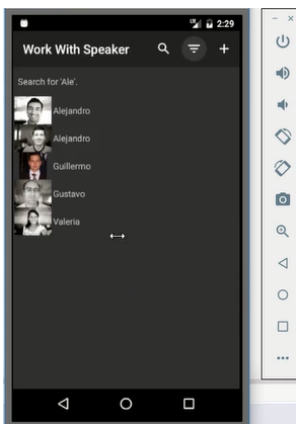 2:29
Work With Speaker
Search for 'Ale'.
Alejandro
Alejandro
Guillermo
Gustavo
Valeria